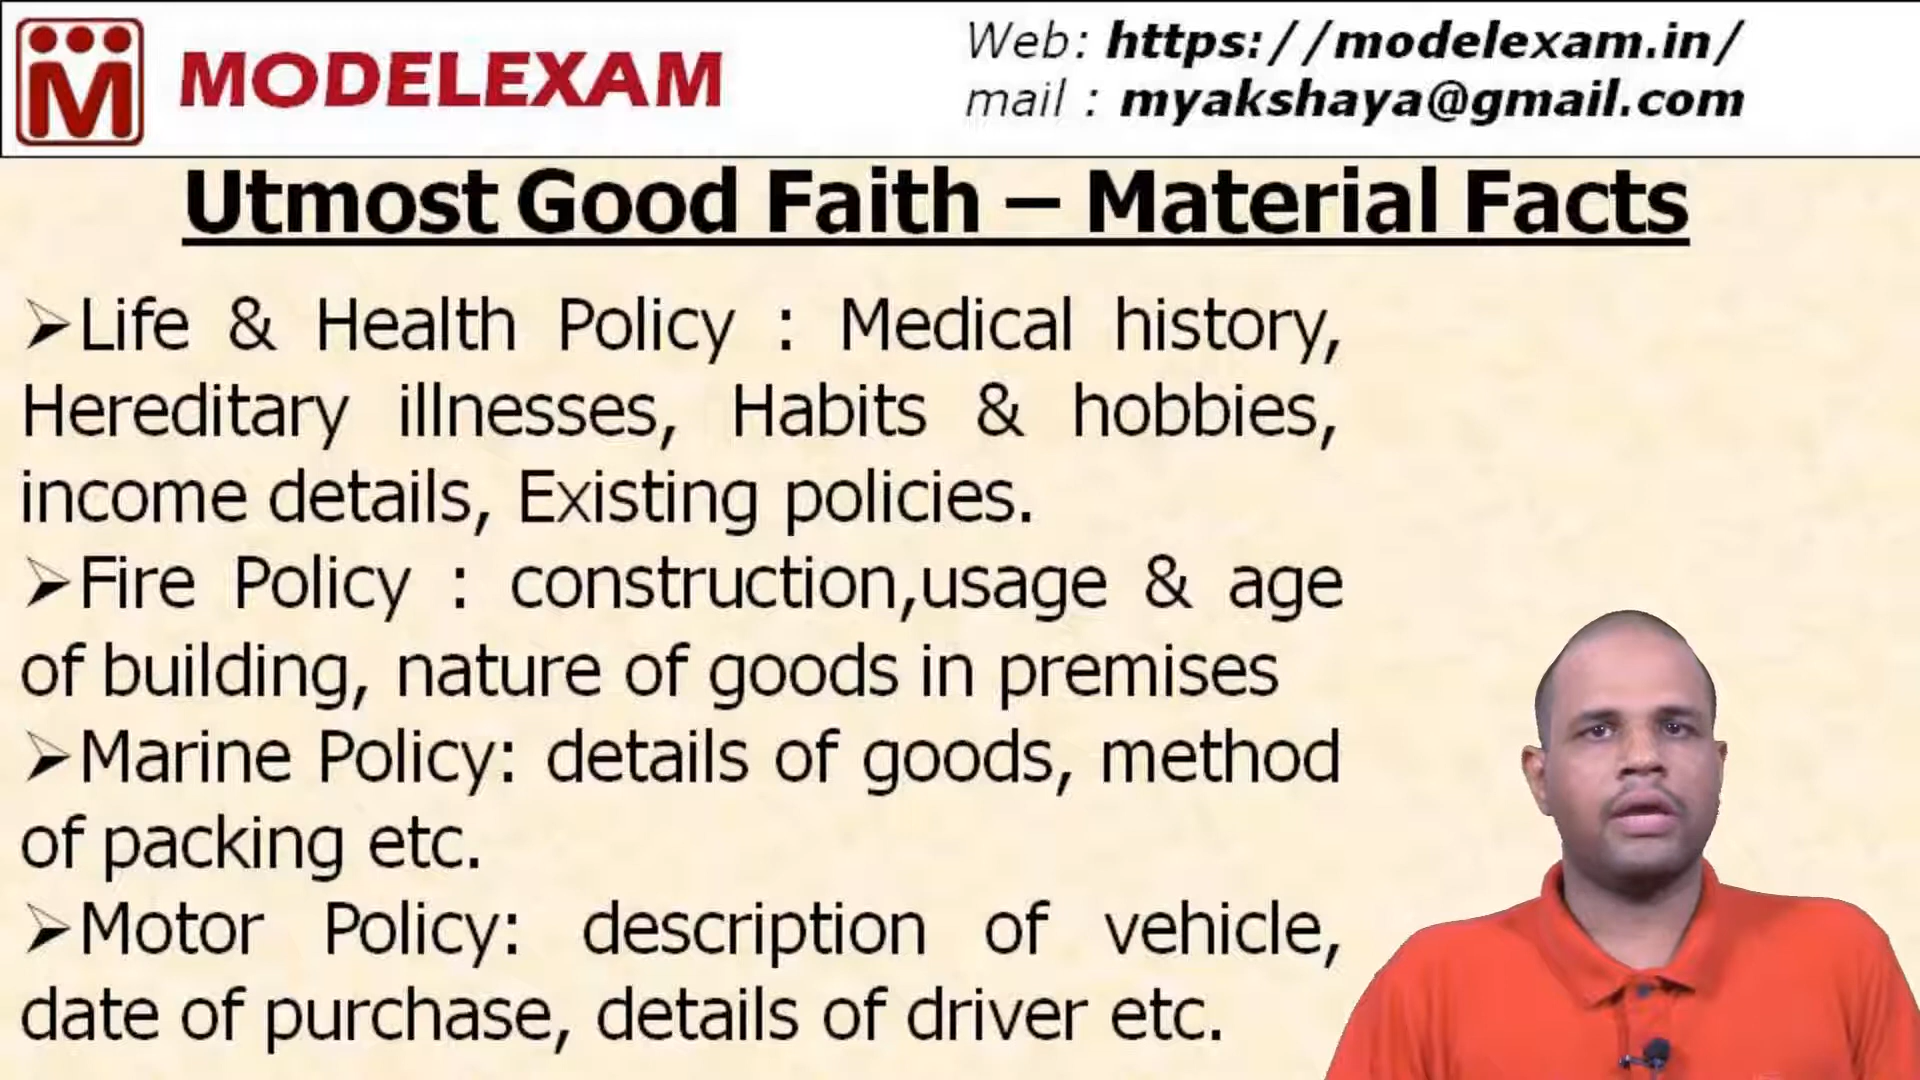 M
MODELEXAM
Web: https://modelexam.in/
mail : myakshaya@gmail.com
Utmost Good Faith – Material Facts
➢Life & Health Policy : Medical history,
Hereditary illnesses, Habits & hobbies,
income details, Existing policies.
➢Fire Policy : construction,usage & age
of building, nature of goods in premises
➢Marine Policy: details of goods, method
of packing etc.
➢Motor Policy: description of vehicle,
date of purchase, details of driver etc.